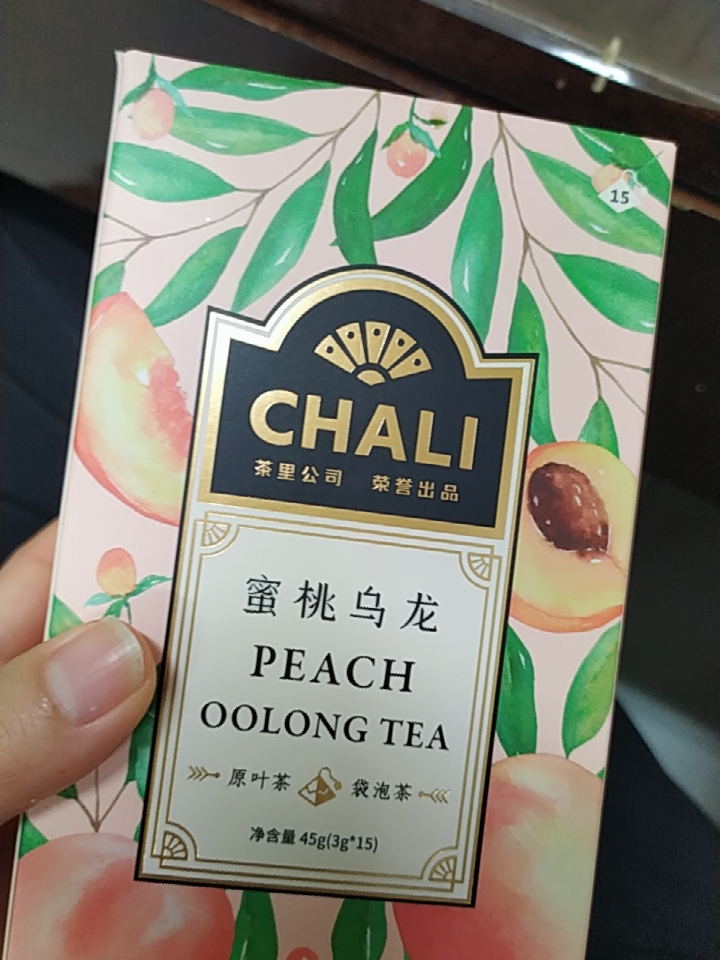 15
CHALI
茶里公司 荣誉出品
蜜桃乌龙
PEACH
OOLONG TEA
原叶茶 袋泡茶
净含量 45g(3g*15)